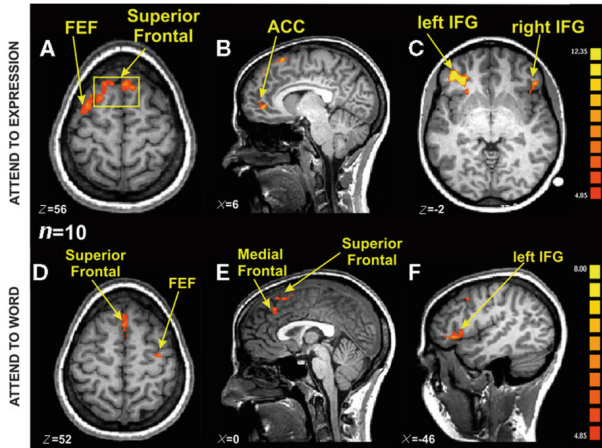 ATTEND TO EXPRESSION
A
FEF
Superior
Frontal
Z=56
B
ACC
X=6
C
left IFG
right IFG
Z=-2
12.35
4.85
n=10
ATTEND TO WORD
D
Superior
Frontal
FEF
Z=52
E
Medial
Frontal
Superior
Frontal
X=0
F
left IFG
X=-46
8.00
4.85